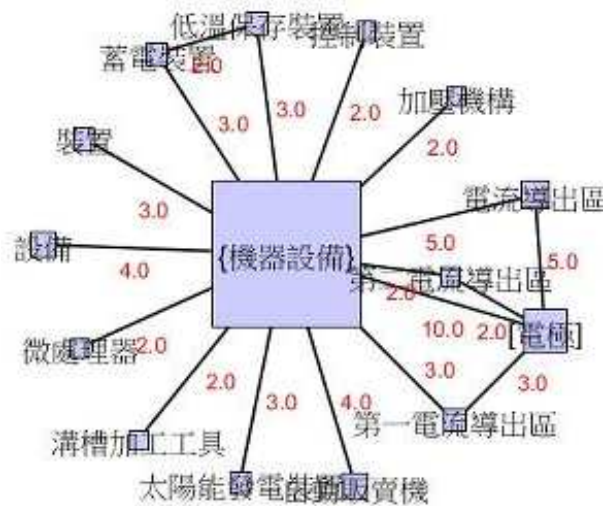 低溫保存裝置
控制裝置
蓄電裝置
2.0
加壓機構
3.0
3.0
2.0
2.0
裝置
電流導出區
3.0
5.0
設備
{機器設備}
5.0
4.0
第二電流導出區
2.0
10.0
2.0
[電極]
微處理器
2.0
2.0
3.0
3.0
3.0
4.0
溝槽加工工具
第一電流導出區
太陽能發電裝置
自動販賣機